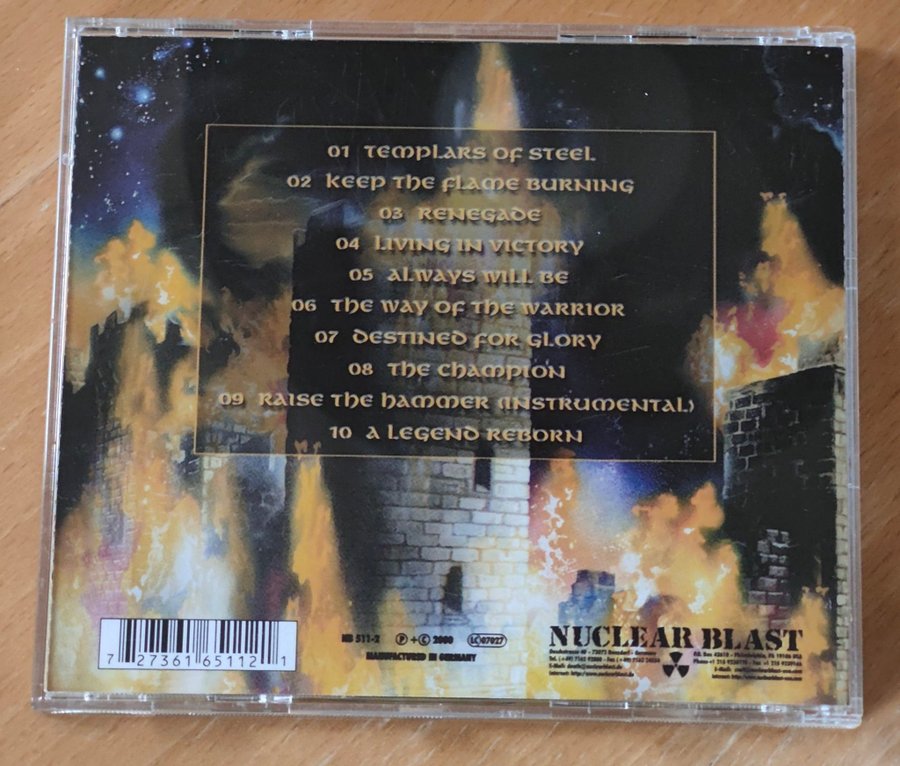 01 TEMPLARS OF STEEL
02 KEEP THE FLAME BURNING
03 RENEGADE
04 LIVING IN VICTORY
05 ALWAYS WILL BE
06 THE WAY OF THE WARRIOR
07 DESTINED FOR GLORY
08 THE CHAMPION
09 RAISE THE HAMMER (INSTRUMENTAL)
10 A LEGEND REBORN
7 27361 65112 1
NB 511-2 Ⓟ+Ⓒ 2000 LC 07027
MANUFACTURED IN GERMANY
NUCLEAR BLAST